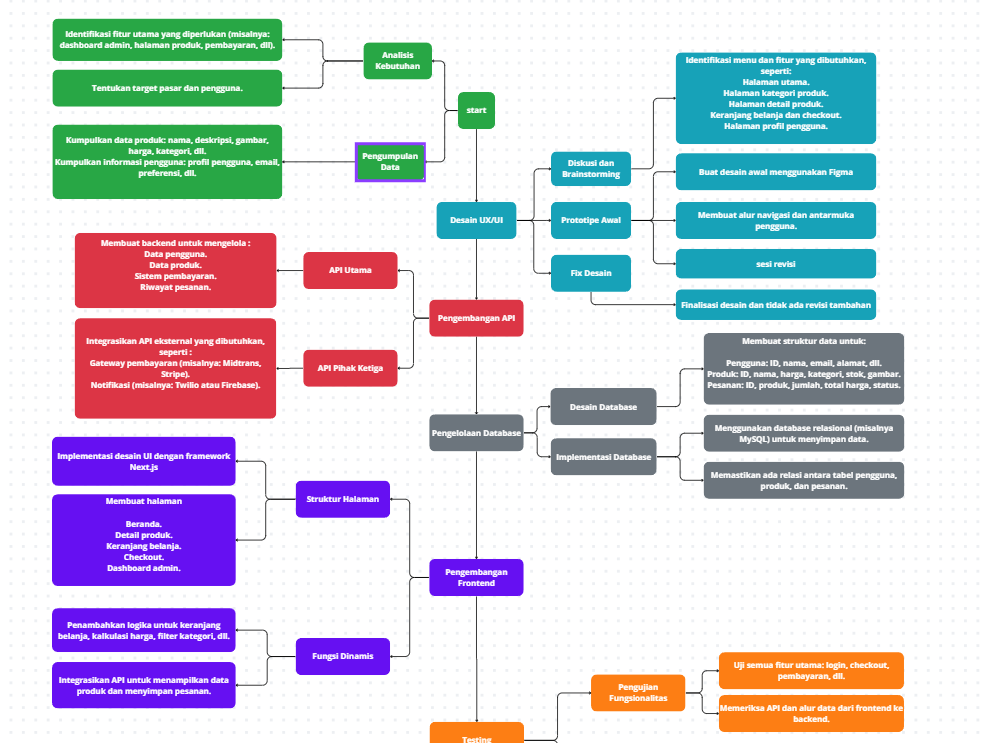 Identifikasi fitur utama yang diperlukan (misalnya:
dashboard admin, halaman produk, pembayaran, dll).
Tentukan target pasar dan pengguna.
Analisis
Kebutuhan
start
Kumpulkan data produk: nama, deskripsi, gambar,
harga, kategori, dll.
Kumpulkan informasi pengguna: profil pengguna, email,
preferensi, dll.
Pengumpulan
Data
Identifikasi menu dan fitur yang dibutuhkan,
seperti:
Halaman utama.
Halaman kategori produk.
Halaman detail produk.
Keranjang belanja dan checkout.
Halaman profil pengguna.
Diskusi dan
Brainstorming
Buat desain awal menggunakan Figma
Desain UX/UI
Prototipe Awal
Membuat alur navigasi dan antarmuka
pengguna.
sesi revisi
Fix Desain
Finalisasi desain dan tidak ada revisi tambahan
Membuat backend untuk mengelola :
Data pengguna.
Data produk.
Sistem pembayaran.
Riwayat pesanan.
API Utama
Pengembangan API
Integrasikan API eksternal yang dibutuhkan,
seperti :
Gateway pembayaran (misalnya: Midtrans,
Stripe).
Notifikasi (misalnya: Twilio atau Firebase).
API Pihak Ketiga
Membuat struktur data untuk:
Pengguna: ID, nama, email, alamat, dll.
Produk: ID, nama, harga, kategori, stok, gambar.
Pesanan: ID, produk, jumlah, total harga, status.
Desain Database
Pengelolaan Database
Implementasi Database
Menggunakan database relasional (misalnya
MySQL) untuk menyimpan data.
Memastikan ada relasi antara tabel pengguna,
produk, dan pesanan.
Implementasi desain UI dengan framework
Next.js
Struktur Halaman
Membuat halaman
Beranda.
Detail produk.
Keranjang belanja.
Checkout.
Dashboard admin.
Pengembangan
Frontend
Penambahkan logika untuk keranjang
belanja, kalkulasi harga, filter kategori, dll.
Fungsi Dinamis
Integrasikan API untuk menampilkan data
produk dan menyimpan pesanan.
Uji semua fitur utama: login, checkout,
pembayaran, dll.
Pengujian
Fungsionalitas
Memeriksa API dan alur data dari frontend ke
backend.
Testing